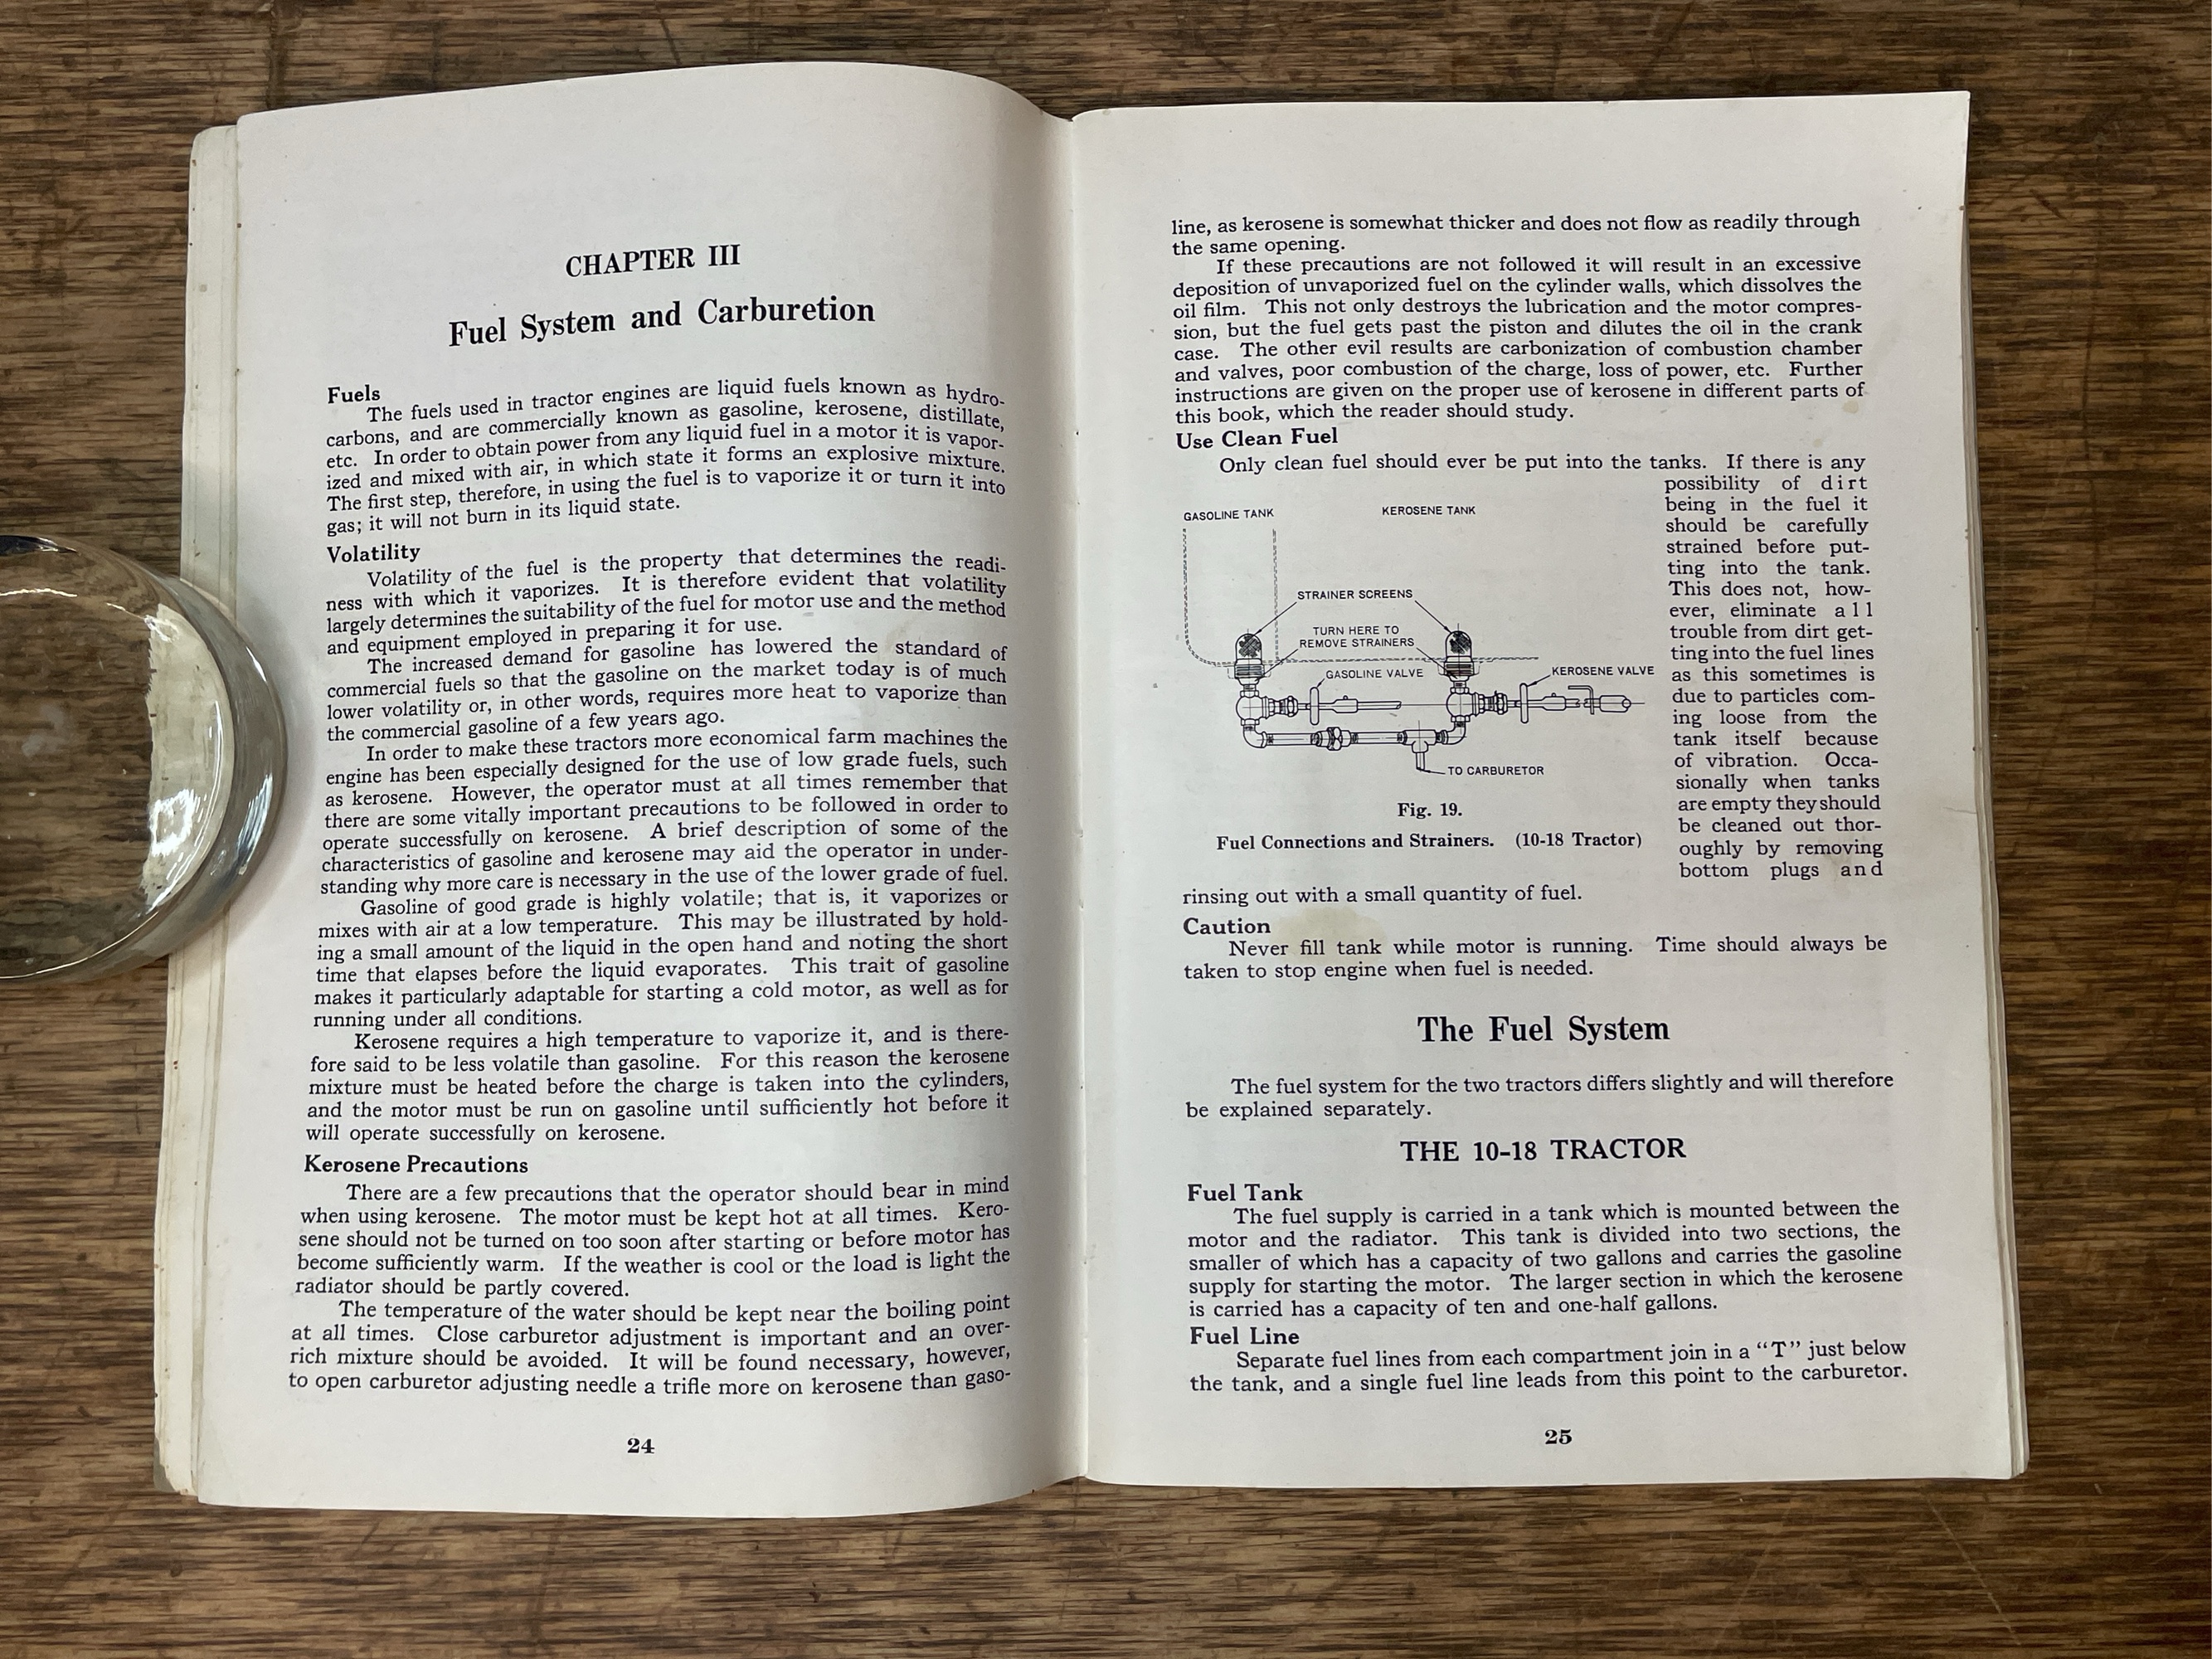 CHAPTER III
Fuel System and Carburetion
Fuels
The fuels used in tractor engines are liquid fuels known as hydro-
carbons, and are commercially known as gasoline, kerosene, distillate,
etc. In order to obtain power from any liquid fuel in a motor it is vapor-
ized and mixed with air, in which state it forms an explosive mixture.
The first step, therefore, in using the fuel is to vaporize it or turn it into
gas; it will not burn in its liquid state.
Volatility
Volatility of the fuel is the property that determines the readi-
ness with which it vaporizes. It is therefore evident that volatility
largely determines the suitability of the fuel for motor use and the method
and equipment employed in preparing it for use.
The increased demand for gasoline has lowered the standard of
commercial fuels so that the gasoline on the market today is of much
lower volatility or, in other words, requires more heat to vaporize than
the commercial gasoline of a few years ago.
In order to make these tractors more economical farm machines the
engine has been especially designed for the use of low grade fuels, such
as kerosene. However, the operator must at all times remember that
there are some vitally important precautions to be followed in order to
operate successfully on kerosene. A brief description of some of the
characteristics of gasoline and kerosene may aid the operator in under-
standing why more care is necessary in the use of the lower grade of fuel.
Gasoline of good grade is highly volatile; that is, it vaporizes or
mixes with air at a low temperature. This may be illustrated by hold-
ing a small amount of the liquid in the open hand and noting the short
time that elapses before the liquid evaporates. This trait of gasoline
makes it particularly adaptable for starting a cold motor, as well as for
running under all conditions.
Kerosene requires a high temperature to vaporize it, and is there-
fore said to be less volatile than gasoline. For this reason the kerosene
mixture must be heated before the charge is taken into the cylinders,
and the motor must be run on gasoline until sufficiently hot before it
will operate successfully on kerosene.
Kerosene Precautions
There are a few precautions that the operator should bear in mind
when using kerosene. The motor must be kept hot at all times. Kero-
sene should not be turned on too soon after starting or before motor has
become sufficiently warm. If the weather is cool or the load is light the
radiator should be partly covered.
The temperature of the water should be kept near the boiling point
at all times. Close carburetor adjustment is important and an over-
rich mixture should be avoided. It will be found necessary, however,
to open carburetor adjusting needle a trifle more on kerosene than gaso-
24
line, as kerosene is somewhat thicker and does not flow as readily through
the same opening.
If these precautions are not followed it will result in an excessive
deposition of unvaporized fuel on the cylinder walls, which dissolves the
oil film. This not only destroys the lubrication and the motor compres-
sion, but the fuel gets past the piston and dilutes the oil in the crank
case. The other evil results are carbonization of combustion chamber
and valves, poor combustion of the charge, loss of power, etc. Further
instructions are given on the proper use of kerosene in different parts of
this book, which the reader should study.
Use Clean Fuel
Only clean fuel should ever be put into the tanks. If there is any
possibility of dirt
being in the fuel it
should be carefully
strained before put-
ting into the tank.
This does not, how-
ever, eliminate all
trouble from dirt get-
ting into the fuel lines
as this sometimes is
due to particles com-
ing loose from the
tank itself because
of vibration. Occa-
sionally when tanks
are empty they should
be cleaned out thor-
oughly by removing
bottom plugs and
rinsing out with a small quantity of fuel.
GASOLINE TANK
KEROSENE TANK
STRAINER SCREENS
TURN HERE TO
REMOVE STRAINERS
GASOLINE VALVE
KEROSENE VALVE
TO CARBURETOR
Fig. 19.
Fuel Connections and Strainers. (10-18 Tractor)
Caution
Never fill tank while motor is running. Time should always be
taken to stop engine when fuel is needed.
The Fuel System
The fuel system for the two tractors differs slightly and will therefore
be explained separately.
THE 10-18 TRACTOR
Fuel Tank
The fuel supply is carried in a tank which is mounted between the
motor and the radiator. This tank is divided into two sections, the
smaller of which has a capacity of two gallons and carries the gasoline
supply for starting the motor. The larger section in which the kerosene
is carried has a capacity of ten and one-half gallons.
Fuel Line
Separate fuel lines from each compartment join in a "T" just below
the tank, and a single fuel line leads from this point to the carburetor.
25